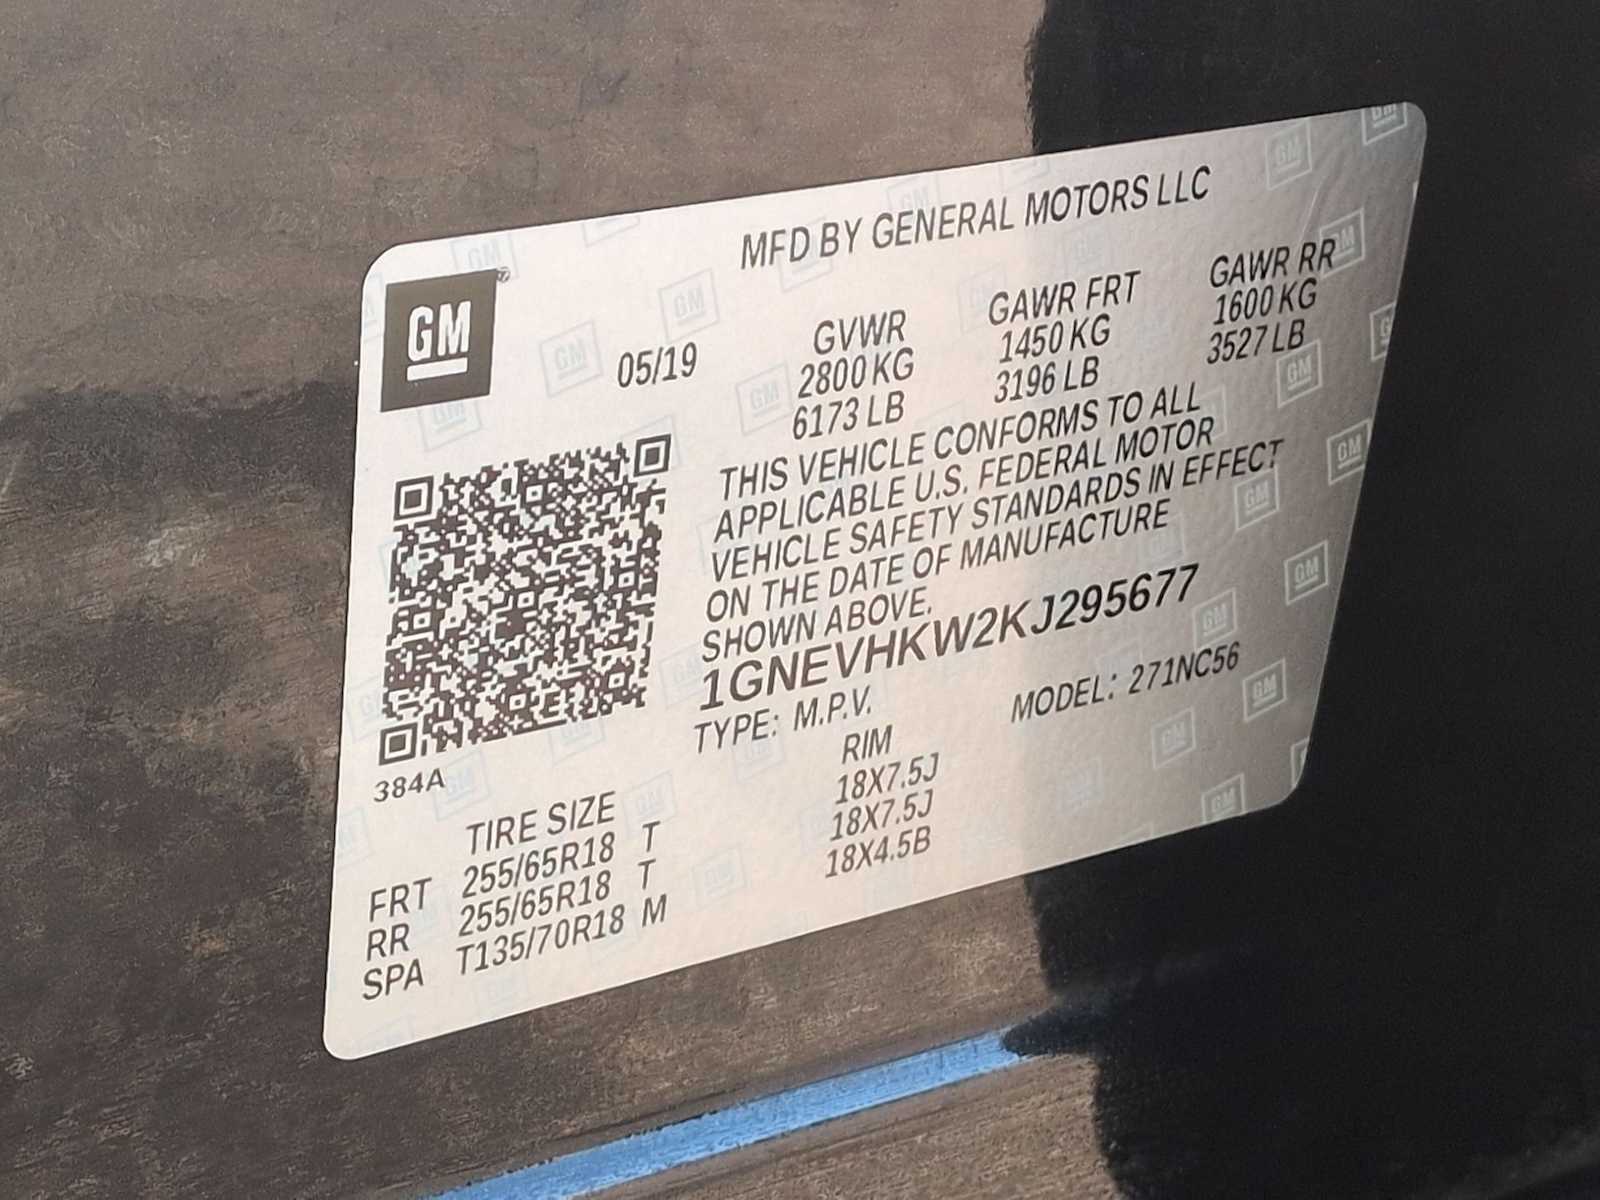 MFD BY GENERAL MOTORS LLC
GM
05/19
GVWR
2800KG
6173 LB
GAWR FRT
1450 KG
3196 LB
GAWR RR
1600 KG
3527 LB
THIS VEHICLE CONFORMS TO ALL
APPLICABLE U.S. FEDERAL MOTOR
VEHICLE SAFETY STANDARDS IN EFFECT
ON THE DATE OF MANUFACTURE
SHOWN ABOVE.
1GNEVHKW2KJ295677
TYPE: M.P.V. MODEL: 271NC56
384A
TIRE SIZE RIM
FRT 255/65R18 T 18X7.5J
RR 255/65R18 T 18X7.5J
SPA T135/70R18 M 18X4.5B